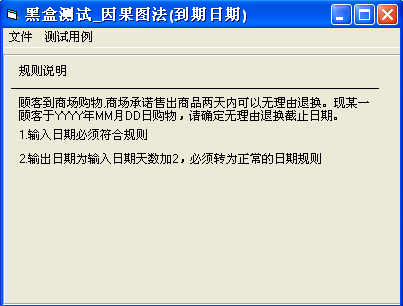 黑盒测试_因果图法(到期日期)
文件 测试用例
规则说明
顾客到商场购物,商场承诺售出商品两天内可以无理由退换。现某一
顾客于YYYY年MM月DD日购物，请确定无理由退换截止日期。
1.输入日期必须符合规则
2.输出日期为输入日期天数加2，必须转为正常的日期规则